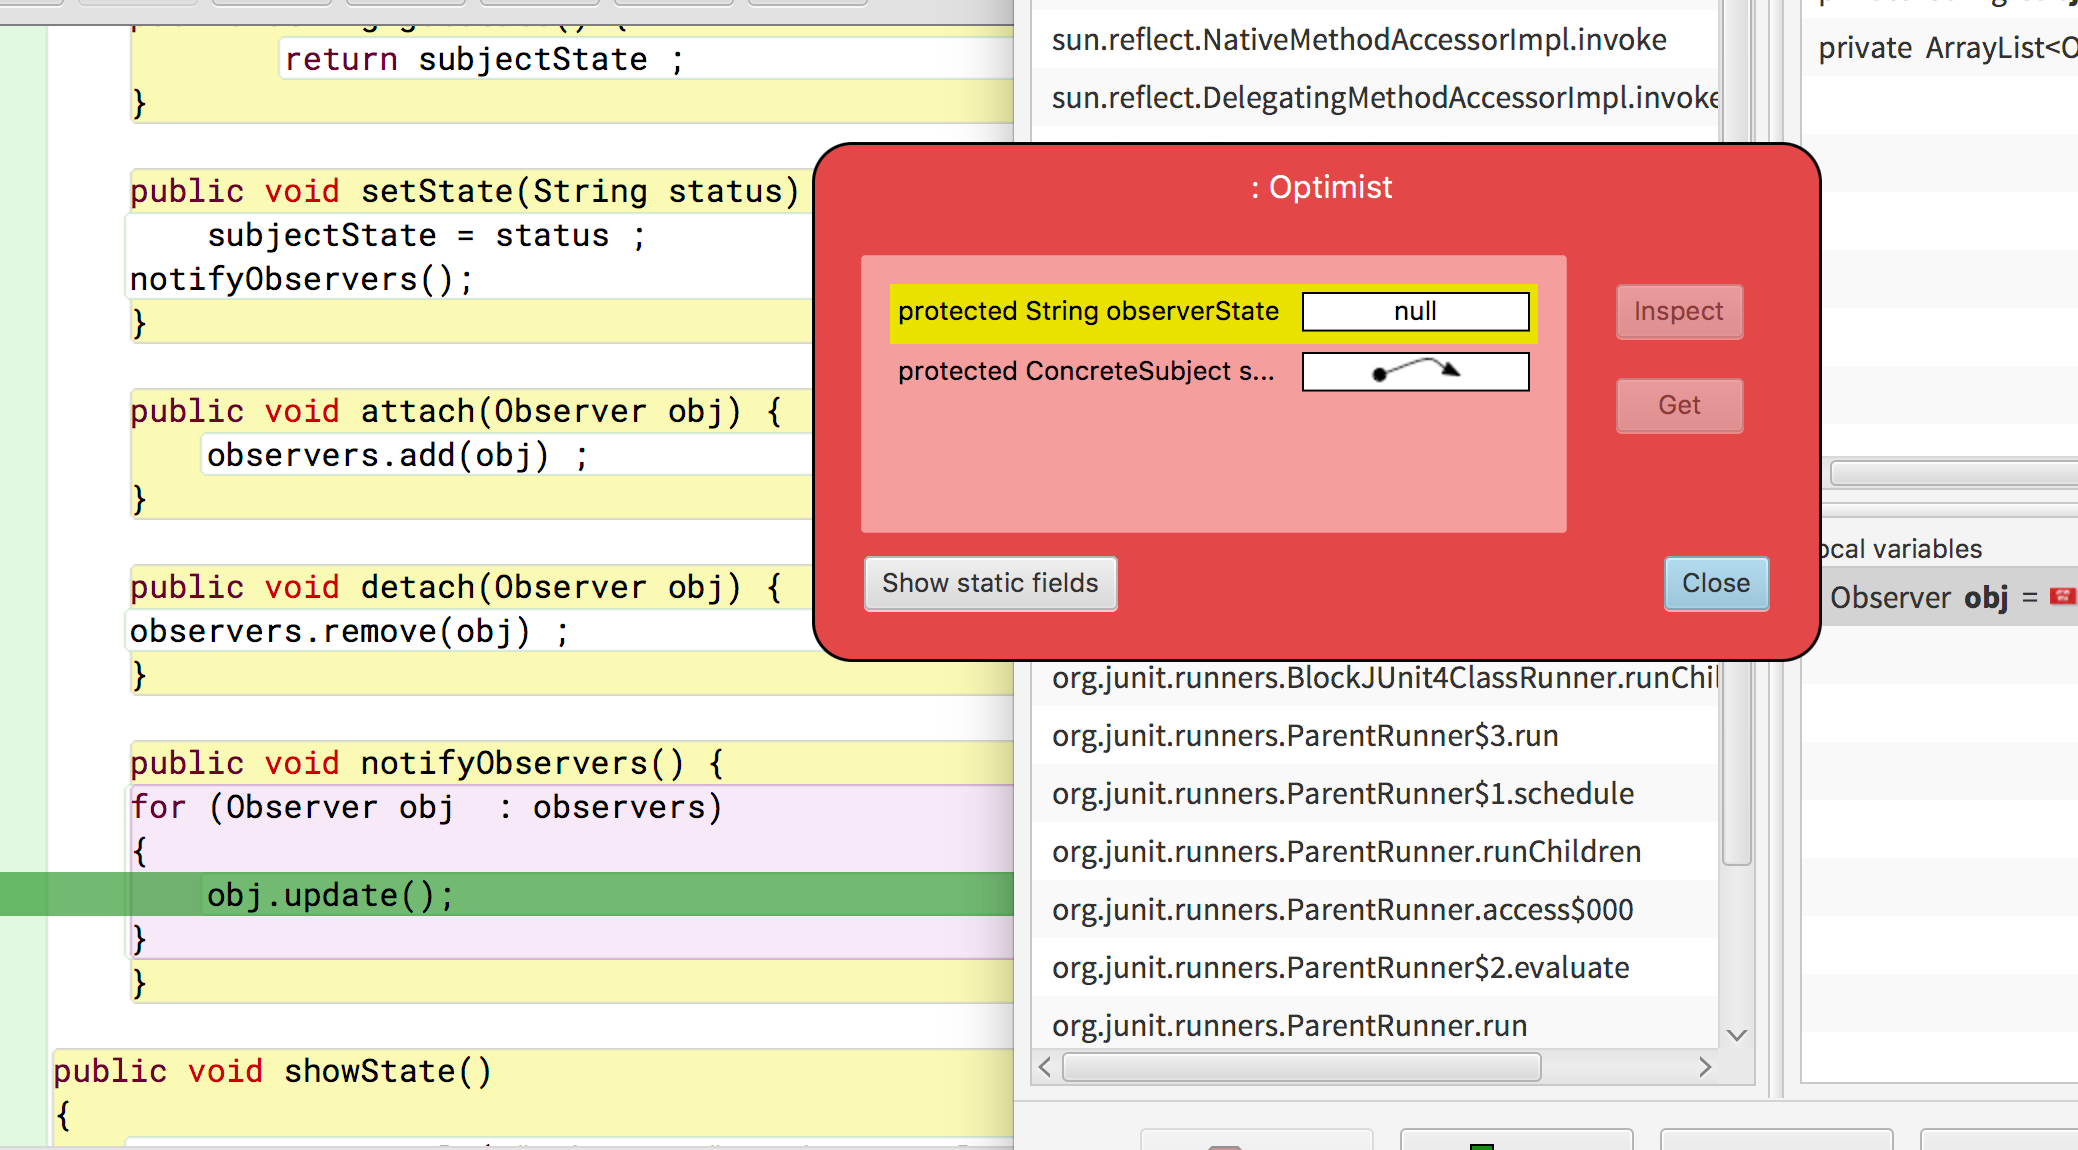 return subjectState ;
}
public void setState(String status)
subjectState = status ;
notifyObservers();
}
public void attach(Observer obj) {
observers.add(obj) ;
}
public void detach(Observer obj) {
observers.remove(obj) ;
}
public void notifyObservers() {
for (Observer obj  : observers)
{
obj.update();
}
}
public void showState()
{
sun.reflect.NativeMethodAccessorImpl.invoke
sun.reflect.DelegatingMethodAccessorImpl.invoke
: Optimist
protected String observerState null
protected ConcreteSubject s...
Inspect
Get
Show static fields
Close
org.junit.runners.BlockJUnit4ClassRunner.runChil
org.junit.runners.ParentRunner$3.run
org.junit.runners.ParentRunner$1.schedule
org.junit.runners.ParentRunner.runChildren
org.junit.runners.ParentRunner.access$000
org.junit.runners.ParentRunner$2.evaluate
org.junit.runners.ParentRunner.run
private ArrayList<O
ocal variables
Observer obj =